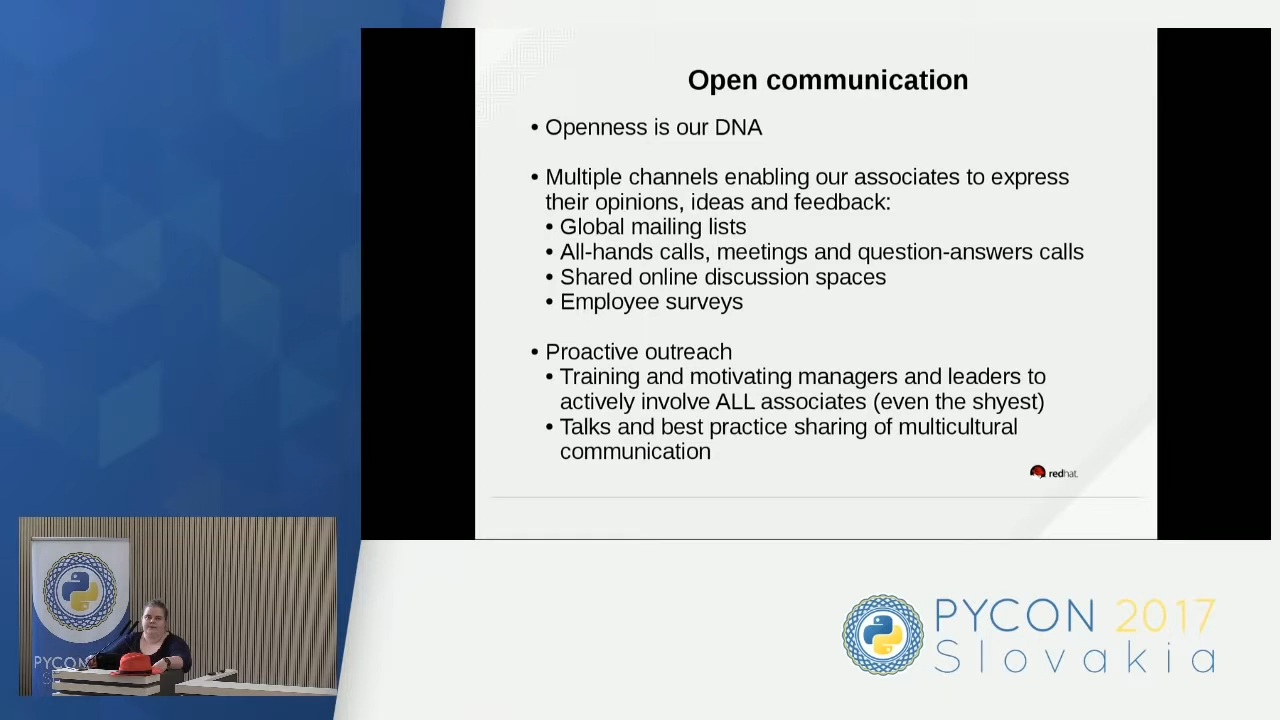 Open communication
• Openness is our DNA
• Multiple channels enabling our associates to express
their opinions, ideas and feedback:
• Global mailing lists
• All-hands calls, meetings and question-answers calls
• Shared online discussion spaces
• Employee surveys
• Proactive outreach
• Training and motivating managers and leaders to
actively involve ALL associates (even the shyest)
• Talks and best practice sharing of multicultural
communication
redhat.
PYCON
PYCON 2017
Slovakia